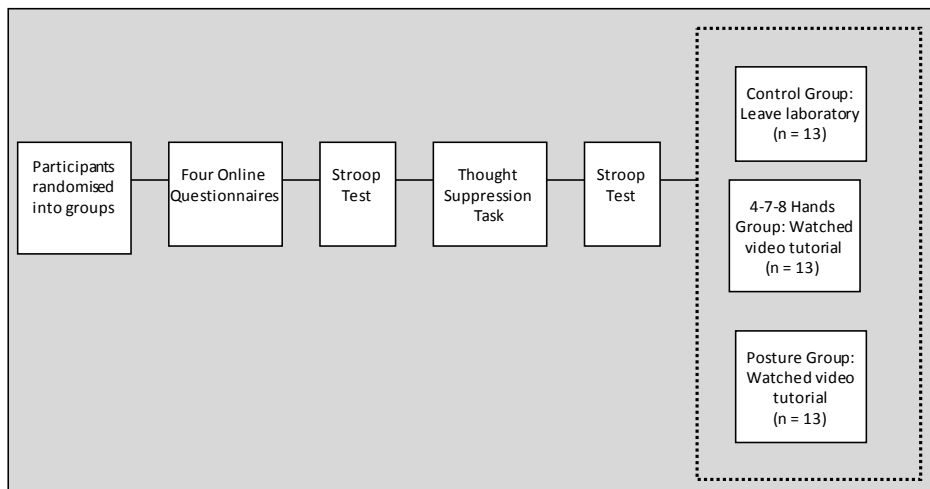 Participants
randomised
into groups
Four Online
Questionnaires
Stroop
Test
Thought
Suppression
Task
Stroop
Test
Control Group:
Leave laboratory
(n = 13)
4-7-8 Hands
Group: Watched
video tutorial
(n = 13)
Posture Group:
Watched video
tutorial
(n = 13)